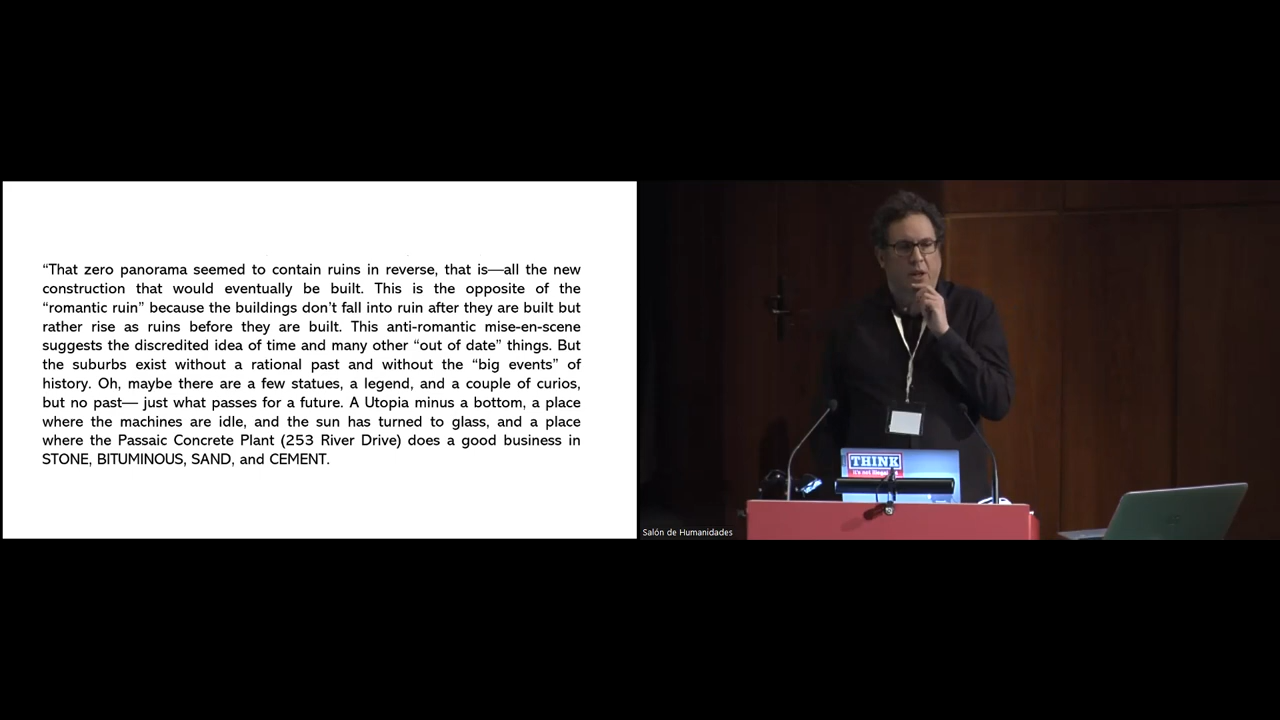 “That zero panorama seemed to contain ruins in reverse, that is—all the new
construction that would eventually be built. This is the opposite of the
“romantic ruin” because the buildings don’t fall into ruin after they are built but
rather rise as ruins before they are built. This anti-romantic mise-en-scene
suggests the discredited idea of time and many other “out of date” things. But
the suburbs exist without a rational past and without the “big events” of
history. Oh, maybe there are a few statues, a legend, and a couple of curios,
but no past— just what passes for a future. A Utopia minus a bottom, a place
where the machines are idle, and the sun has turned to glass, and a place
where the Passaic Concrete Plant (253 River Drive) does a good business in
STONE, BITUMINOUS, SAND, and CEMENT.
THINK
it's not
Salón de Humanidades